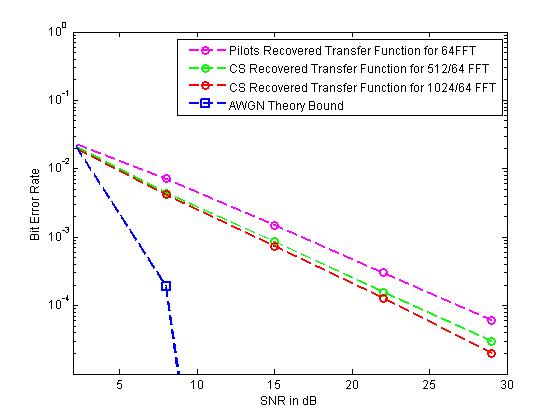 10^0
Pilots Recovered Transfer Function for 64FFT
CS Recovered Transfer Function for 512/64 FFT
CS Recovered Transfer Function for 1024/64 FFT
AWGN Theory Bound
10^-1
10^-2
10^-3
10^-4
Bit Error Rate
5 10 15 20 25 30
SNR in dB